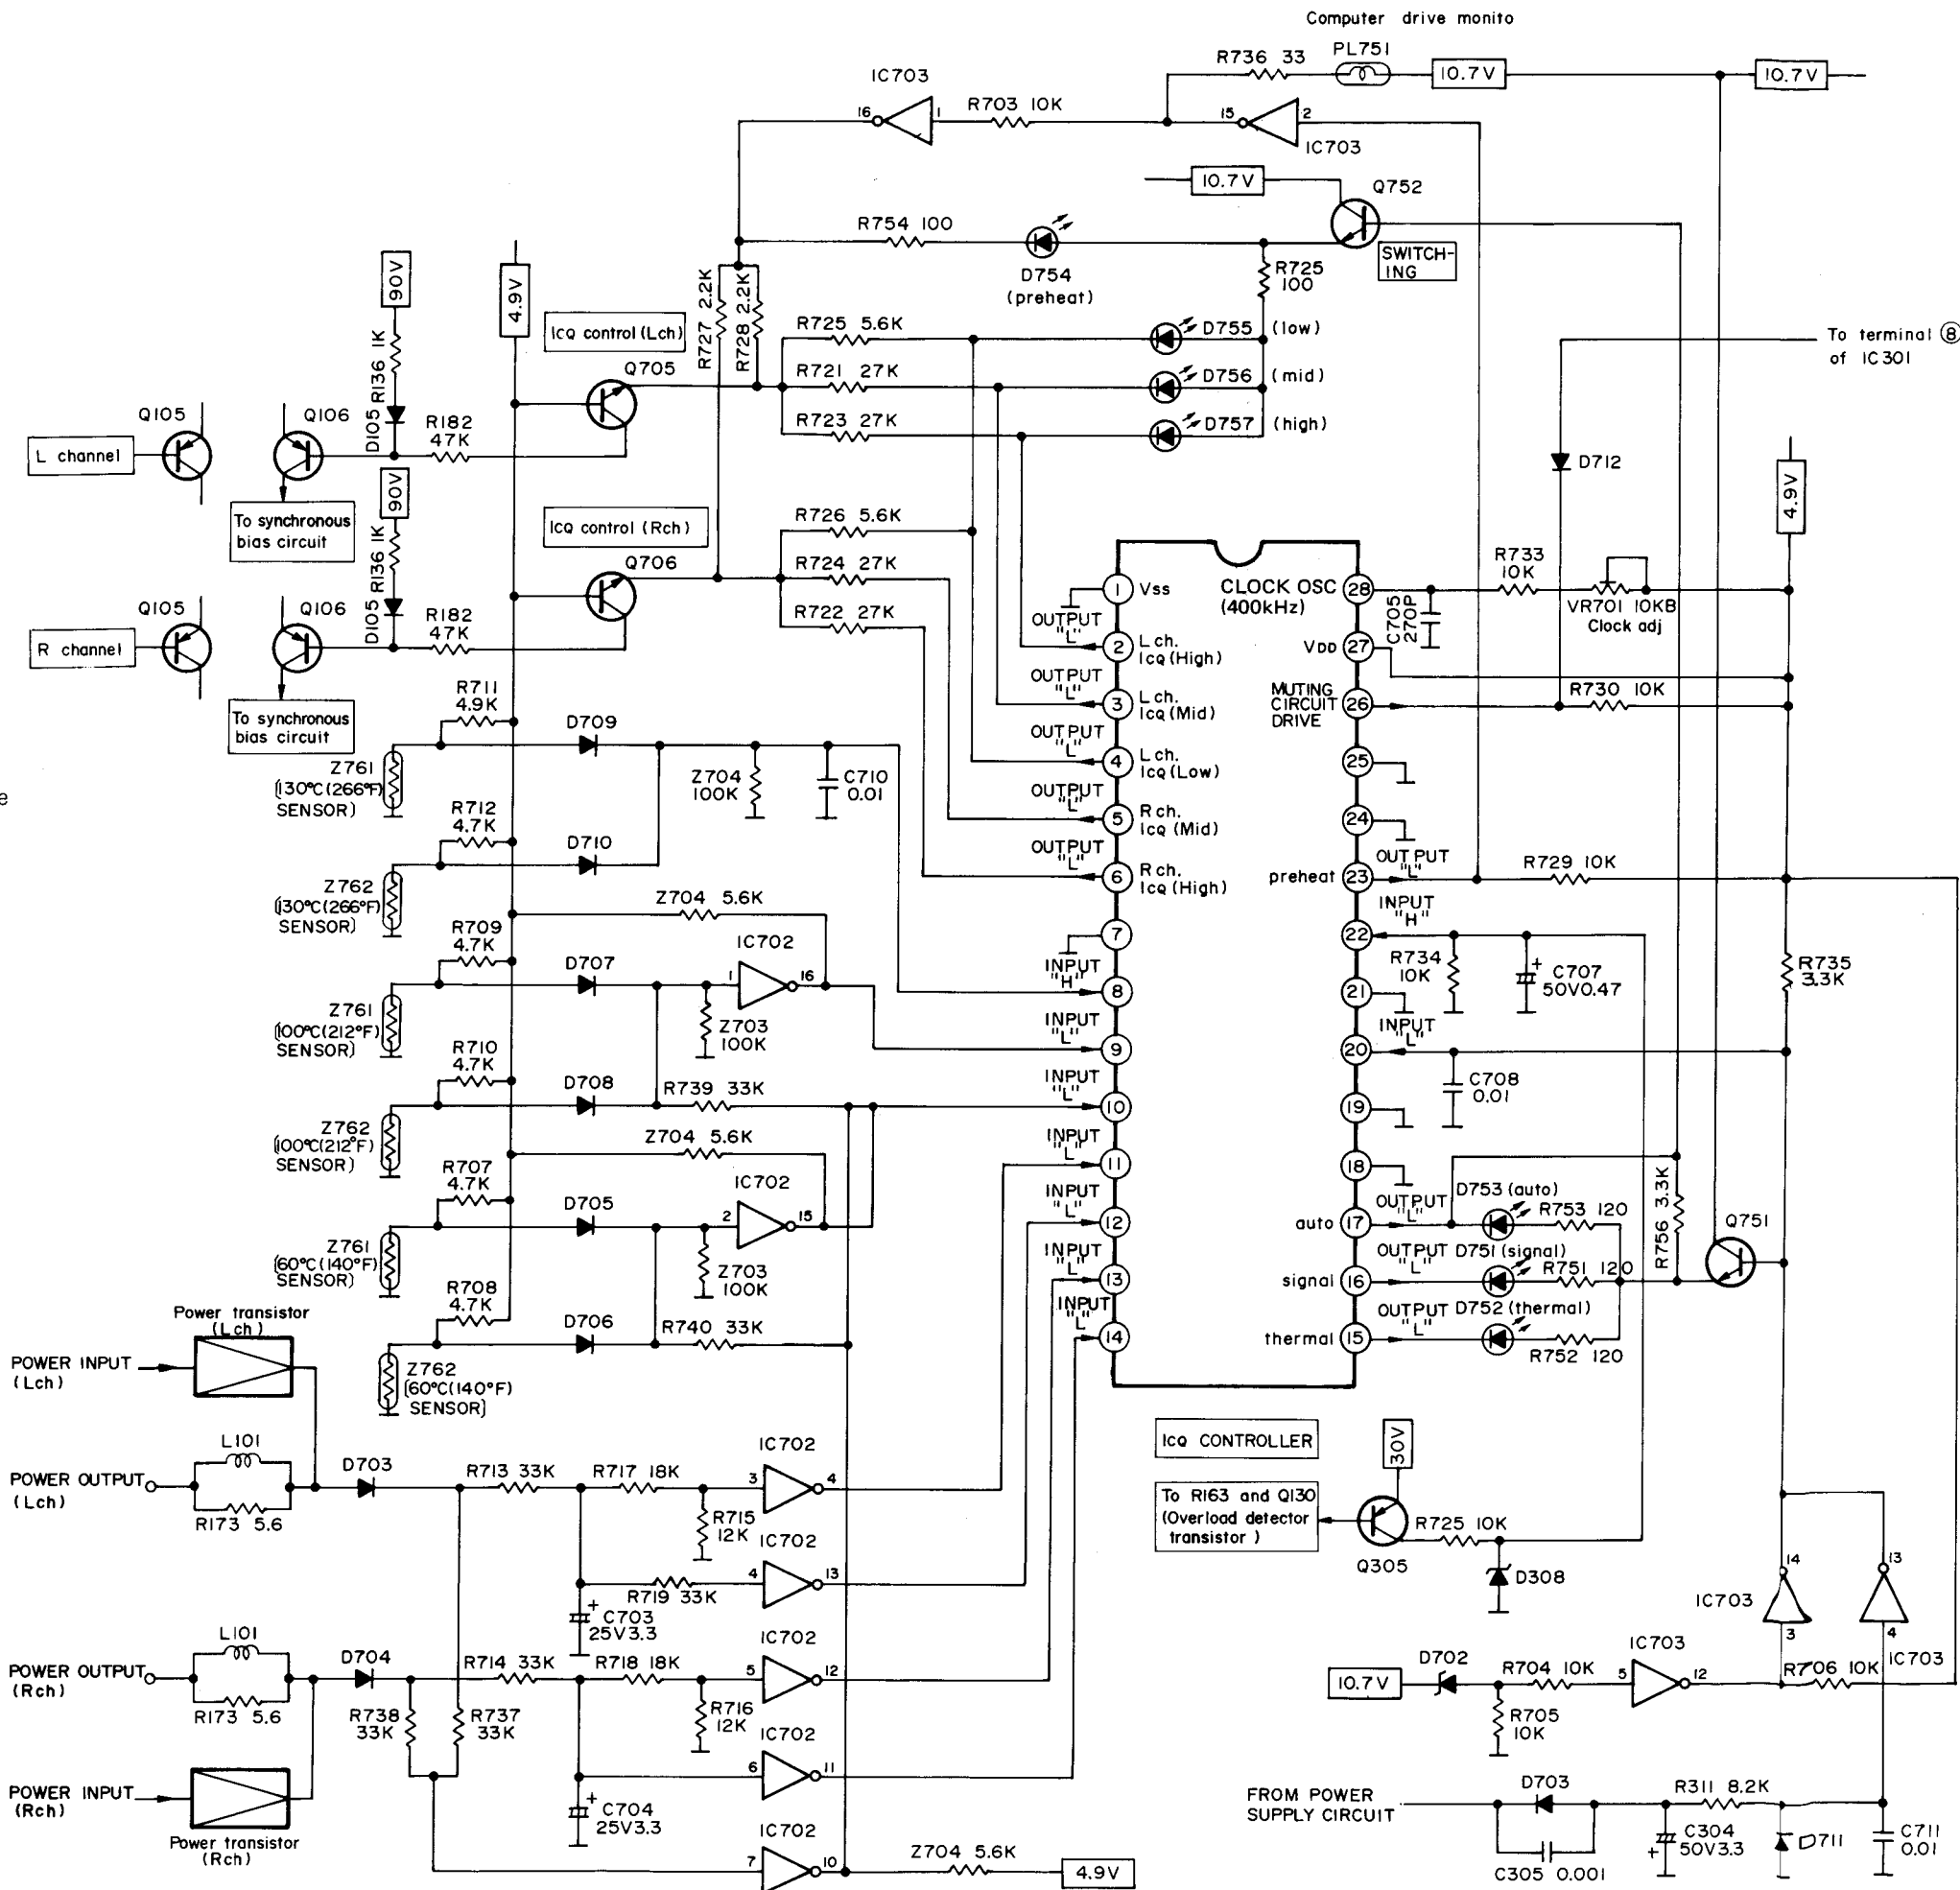 Computer drive monito
PL751
R736 33
10.7V
10.7V
IC703
16
1
R703 10K
15
2
IC703
10.7V
Q752
SWITCH-
ING
R754 100
D754
(preheat)
R725
100
R727 2.2K
R728 2.2K
90V
R136 1K
D105
4.9V
Icq control (Lch)
Q705
R725 5.6K
D755 (low)
R721 27K
D756 (mid)
R723 27K
D757 (high)
To terminal ⑧
of IC301
D712
4.9V
Q105
L channel
Q106
R182
47K
To synchronous
bias circuit
90V
R136 1K
D105
Icq control (Rch)
Q706
R726 5.6K
R724 27K
R722 27K
Q105
R channel
Q106
R182
47K
To synchronous
bias circuit
e
1 Vss
OUTPUT
"L"
2 L ch.
Icq (High)
OUTPUT
"L"
3 L ch.
Icq (Mid)
OUTPUT
"L"
4 L ch.
Icq (Low)
OUTPUT
"L"
5 R ch.
Icq (Mid)
OUTPUT
"L"
6 R ch.
Icq (High)
7
INPUT
"H"
8
INPUT
"L"
9
INPUT
"L"
10
INPUT
"L"
11
INPUT
"L"
12
INPUT
"L"
13
INPUT
"L"
14
CLOCK OSC
(400kHz)
28
R733
10K
VR701 10KB
Clock adj
C705
270P
VDD 27
MUTING
CIRCUIT
DRIVE
26
R730 10K
25
24
OUTPUT
"L"
preheat 23
R729 10K
INPUT
"H"
22
R734
10K
+
C707
50V0.47
R735
3.3K
21
INPUT
"L"
20
C708
0.01
19
18
OUTPUT
"L"
auto 17
D753 (auto)
R753 120
R756 3.3K
Q751
OUTPUT
"L"
signal 16
D751 (signal)
R751 120
OUTPUT
"L"
thermal 15
D752 (thermal)
R752 120
R711
4.9K
D709
Z761
(130°C(266°F)
SENSOR)
Z704
100K
C710
0.01
R712
4.7K
D710
Z762
(130°C(266°F)
SENSOR)
Z704 5.6K
R709
4.7K
D707
IC702
1
16
Z761
(100°C(212°F)
SENSOR)
Z703
100K
R710
4.7K
D708
R739 33K
Z762
(100°C(212°F)
SENSOR)
Z704 5.6K
R707
4.7K
D705
IC702
2
15
Z761
(60°C(140°F)
SENSOR)
Z703
100K
R708
4.7K
D706
R740 33K
Z762
(60°C(140°F)
SENSOR)
Power transistor
(Lch)
POWER INPUT
(Lch)
L101
POWER OUTPUT
(Lch)
R173 5.6
D703
R713 33K
R717 18K
R715
12K
IC702
3
4
IC702
4
13
R719 33K
+
C703
25V3.3
L101
POWER OUTPUT
(Rch)
R173 5.6
D704
R714 33K
R718 18K
R716
12K
IC702
5
12
R738
33K
R737
33K
IC702
6
11
+
C704
25V3.3
POWER INPUT
(Rch)
Power transistor
(Rch)
IC702
7
10
Z704 5.6K
4.9V
Icq CONTROLLER
30V
To R163 and Q130
(Overload detector
transistor )
Q305
R725 10K
D308
14
13
IC703
3
4
IC703
10.7V
D702
R704 10K
R705
10K
IC703
5
12
R706 10K
FROM POWER
SUPPLY CIRCUIT
D703
C305 0.001
R311 8.2K
C304
50V3.3
+
D711
C711
0.01